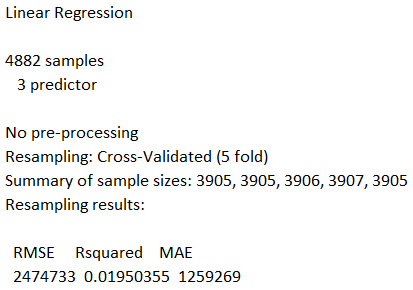 Linear Regression
4882 samples
3 predictor
No pre-processing
Resampling: Cross-Validated (5 fold)
Summary of sample sizes: 3905, 3905, 3906, 3907, 3905
Resampling results:
RMSE Rsquared MAE
2474733 0.01950355 1259269